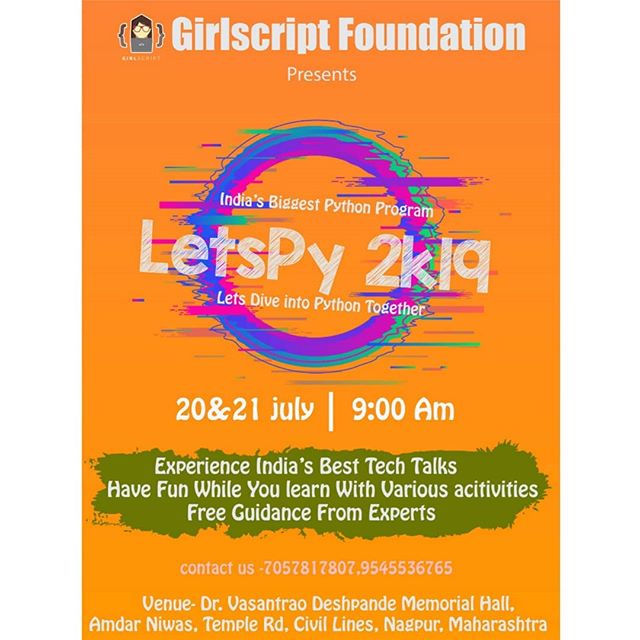 Girlscript Foundation
GIRLSCRIPT
Presents
India's Biggest Python Program
LetsPy 2k19
Lets Dive into Python Together
20&21 july | 9:00 Am
Experience India's Best Tech Talks
Have Fun While You learn With Various acitivities
Free Guidance From Experts
contact us -7057817807,9545536765
Venue- Dr. Vasantrao Deshpande Memorial Hall,
Amdar Niwas, Temple Rd, Civil Lines, Nagpur, Maharashtra